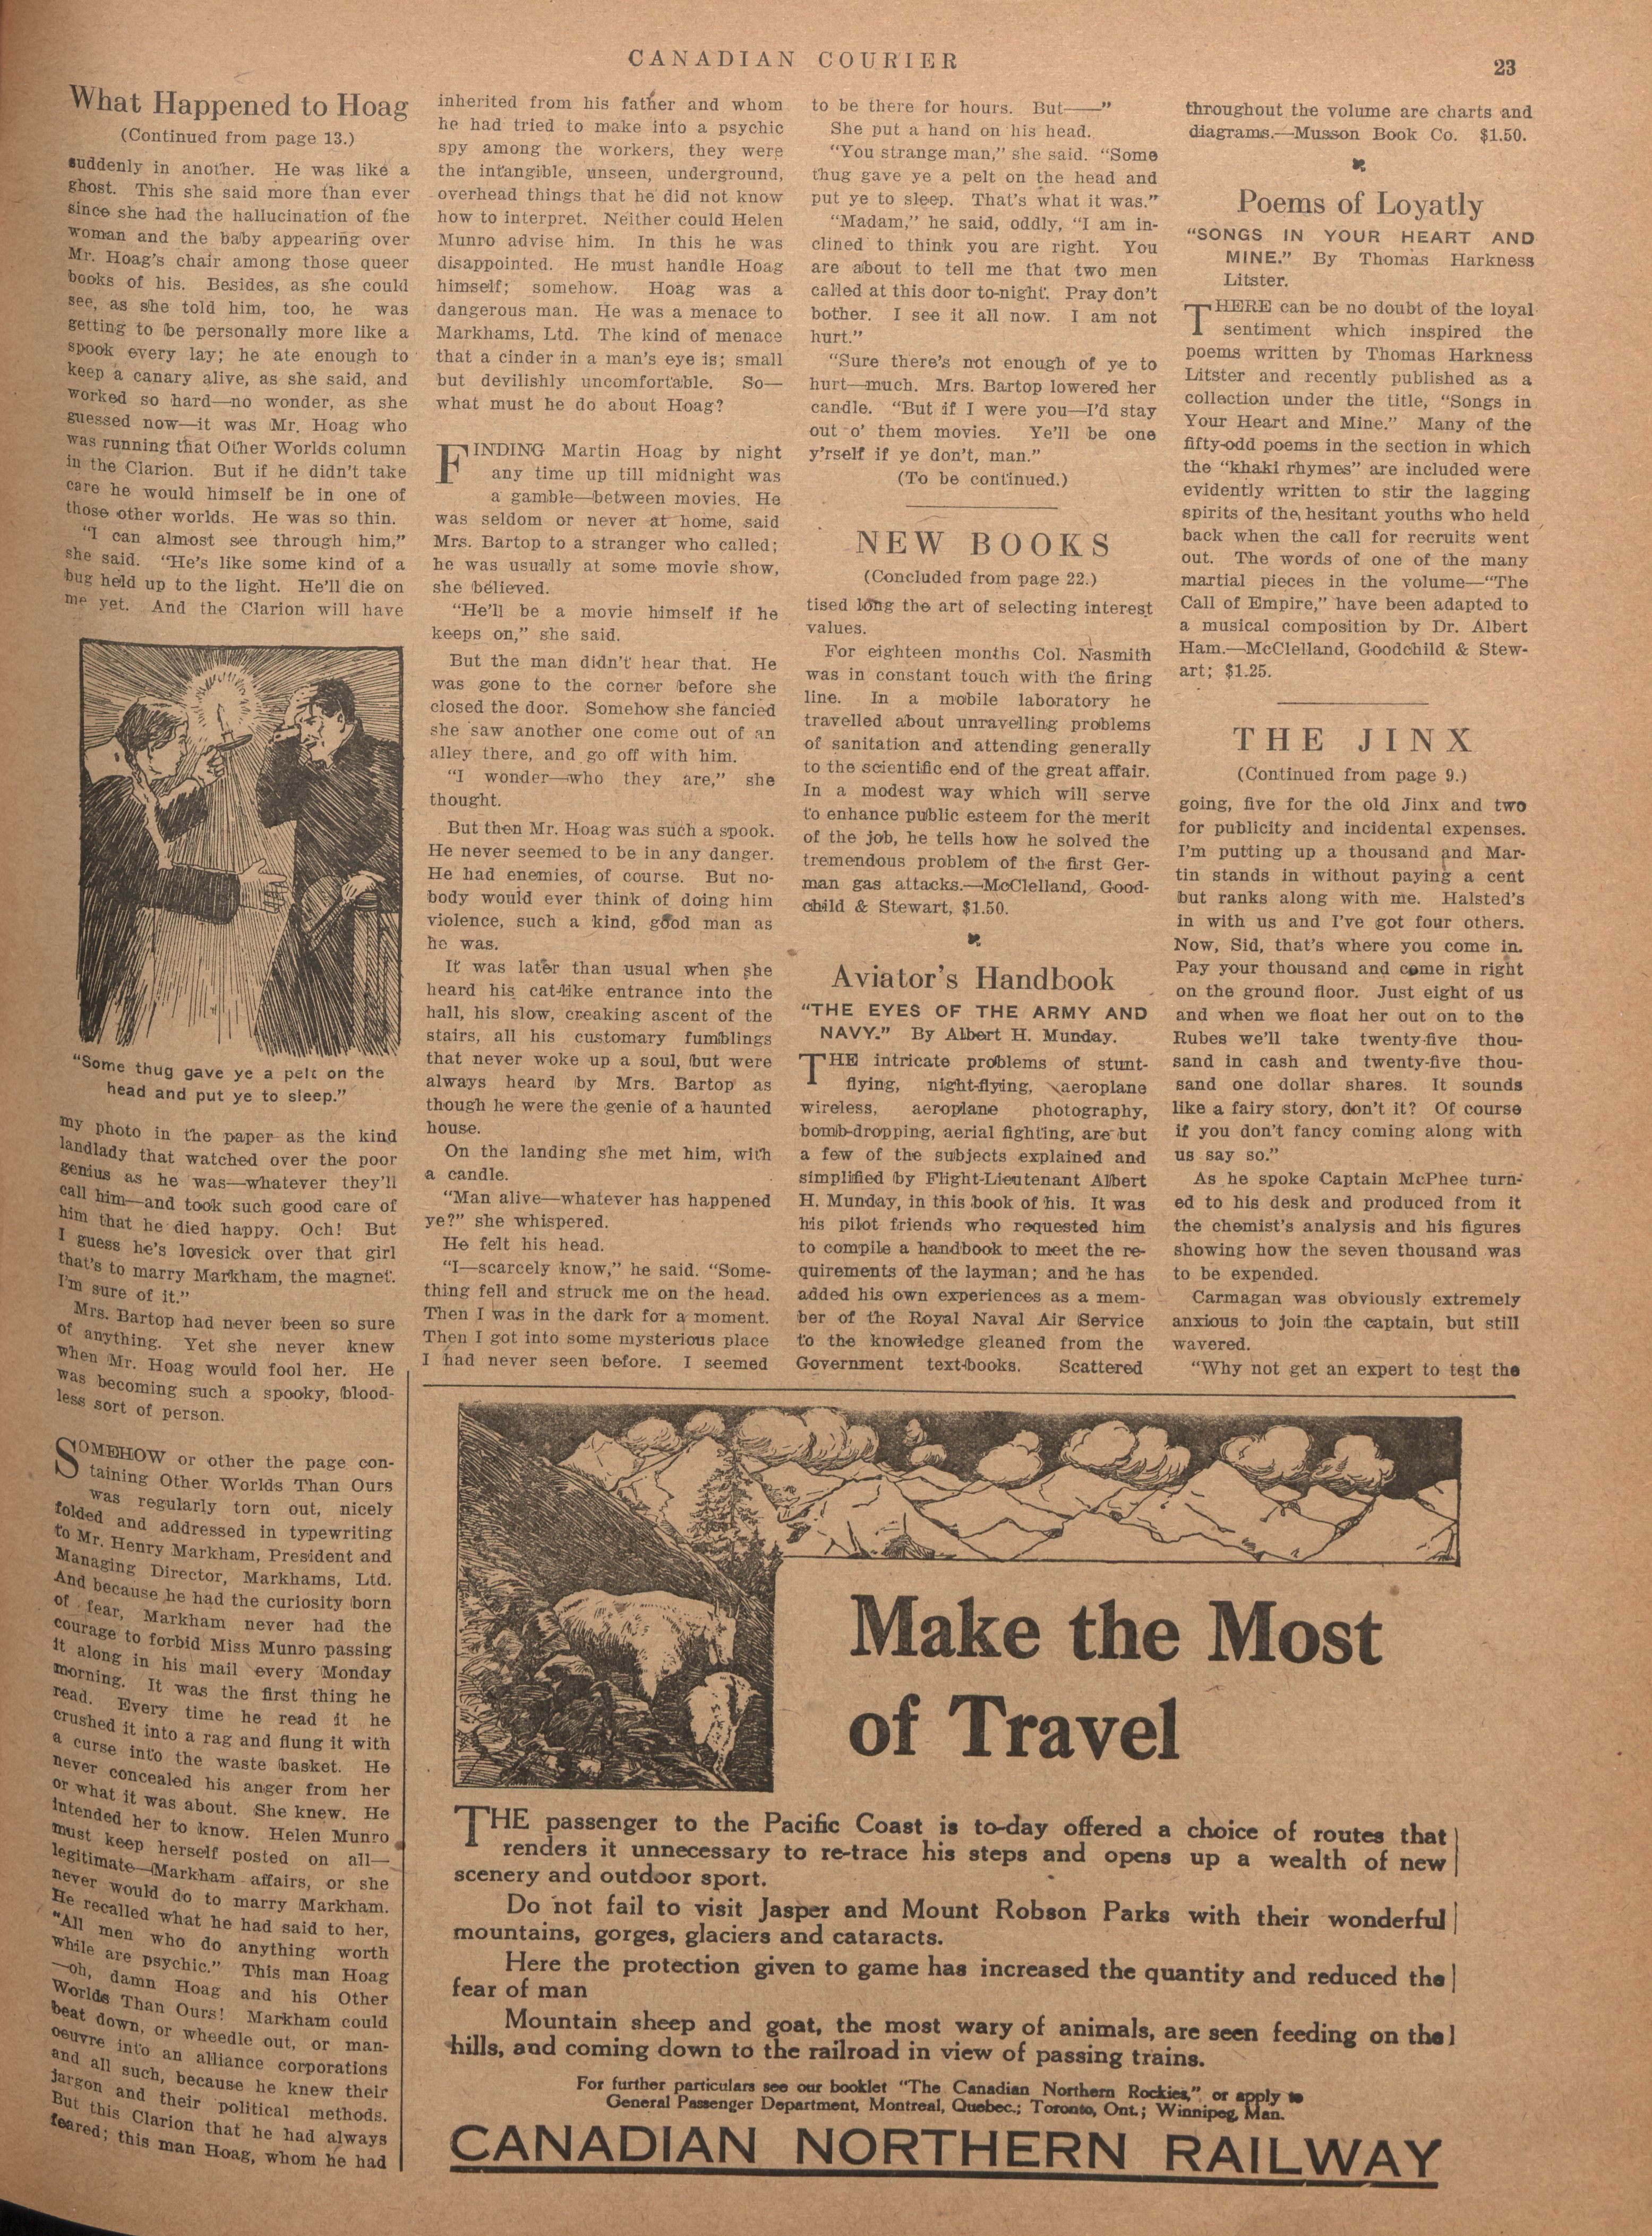 CANADIAN COURIER
23
What Happened to Hoag
(Continued from page 13.)
suddenly in another. He was like a
ghost. This she said more than ever
since she had the hallucination of the
woman and the baby appearing over
Mr. Hoag's chair among those queer
books of his. Besides, as she could
see, as she told him, too, he was
getting to be personally more like a
spook every lay; he ate enough to
keep a canary alive, as she said, and
worked so hard—no wonder, as she
guessed now—it was Mr. Hoag who
was running that Other Worlds column
in the Clarion. But if he didn't take
care he would himself be in one of
those other worlds. He was so thin.
"I can almost see through him,"
she said. "He's like some kind of a
bug held up to the light. He'll die on
me yet. And the Clarion will have
"Some thug gave ye a pelt on the
head and put ye to sleep."
my photo in the paper as the kind
landlady that watched over the poor
genius as he was—whatever they'll
call him—and took such good care of
him that he died happy. Och! But
I guess he's lovesick over that girl
that's to marry Markham, the magnet.
I'm sure of it."
Mrs. Bartop had never been so sure
of anything. Yet she never knew
when Mr. Hoag would fool her. He
was becoming such a spooky, blood-
less sort of person.
SOMEHOW or other the page con-
taining Other Worlds Than Ours
was regularly torn out, nicely
folded and addressed in typewriting
to Mr. Henry Markham, President and
Managing Director, Markhams, Ltd.
And because he had the curiosity born
of fear, Markham never had the
courage to forbid Miss Munro passing
it along in his mail every Monday
morning. It was the first thing he
read. Every time he read it he
crushed it into a rag and flung it with
a curse into the waste basket. He
never concealed his anger from her
or what it was about. She knew. He
intended her to know. Helen Munro
must keep herself posted on all—
legitimate—Markham affairs, or she
never would do to marry Markham.
He recalled what he had said to her,
"All men who do anything worth
while are psychic." This man Hoag
—oh, damn Hoag and his Other
Worlds Than Ours! Markham could
beat down, or wheedle out, or man-
oeuvre into an alliance corporations
and all such, because he knew their
jargon and their political methods.
But this Clarion that he had always
feared; this man Hoag, whom he had
inherited from his father and whom
he had tried to make into a psychic
spy among the workers, they were
the intangible, unseen, underground,
overhead things that he did not know
how to interpret. Neither could Helen
Munro advise him. In this he was
disappointed. He must handle Hoag
himself; somehow. Hoag was a
dangerous man. He was a menace to
Markhams, Ltd. The kind of menace
that a cinder in a man's eye is; small
but devilishly uncomfortable. So—
what must he do about Hoag?
FINDING Martin Hoag by night
any time up till midnight was
a gamble—between movies. He
was seldom or never at home, said
Mrs. Bartop to a stranger who called;
he was usually at some movie show,
she believed.
"He'll be a movie himself if he
keeps on," she said.
But the man didn't hear that. He
was gone to the corner before she
closed the door. Somehow she fancied
she saw another one come out of an
alley there, and go off with him.
"I wonder—who they are," she
thought.
But then Mr. Hoag was such a spook.
He never seemed to be in any danger.
He had enemies, of course. But no-
body would ever think of doing him
violence, such a kind, good man as
he was.
It was later than usual when she
heard his cat-like entrance into the
hall, his slow, creaking ascent of the
stairs, all his customary fumblings
that never woke up a soul, but were
always heard by Mrs. Bartop as
though he were the genie of a haunted
house.
On the landing she met him, with
a candle.
"Man alive—whatever has happened
ye?" she whispered.
He felt his head.
"I—scarcely know," he said. "Some-
thing fell and struck me on the head.
Then I was in the dark for a moment.
Then I got into some mysterious place
I had never seen before. I seemed
to be there for hours. But——"
She put a hand on his head.
"You strange man," she said. "Some
thug gave ye a pelt on the head and
put ye to sleep. That's what it was."
"Madam," he said, oddly, "I am in-
clined to think you are right. You
are about to tell me that two men
called at this door to-night. Pray don't
bother. I see it all now. I am not
hurt."
"Sure there's not enough of ye to
hurt—much. Mrs. Bartop lowered her
candle. "But if I were you—I'd stay
out o' them movies. Ye'll be one
y'rself if ye don't, man."
(To be continued.)
NEW BOOKS
(Concluded from page 22.)
tised long the art of selecting interest
values.
For eighteen months Col. Nasmith
was in constant touch with the firing
line. In a mobile laboratory he
travelled about unravelling problems
of sanitation and attending generally
to the scientific end of the great affair.
In a modest way which will serve
to enhance public esteem for the merit
of the job, he tells how he solved the
tremendous problem of the first Ger-
man gas attacks.—McClelland, Good-
child & Stewart, $1.50.
Aviator's Handbook
"THE EYES OF THE ARMY AND
NAVY." By Albert H. Munday.
THE intricate problems of stunt-
flying, night-flying, aeroplane
wireless, aeroplane photography,
bomb-dropping, aerial fighting, are but
a few of the subjects explained and
simplified by Flight-Lieutenant Albert
H. Munday, in this book of his. It was
his pilot friends who requested him
to compile a handbook to meet the re-
quirements of the layman; and he has
added his own experiences as a mem-
ber of the Royal Naval Air Service
to the knowledge gleaned from the
Government text-books. Scattered
throughout the volume are charts and
diagrams.—Musson Book Co. $1.50.
Poems of Loyatly
"SONGS IN YOUR HEART AND
MINE." By Thomas Harkness
Litster.
THERE can be no doubt of the loyal
sentiment which inspired the
poems written by Thomas Harkness
Litster and recently published as a
collection under the title, "Songs in
Your Heart and Mine." Many of the
fifty-odd poems in the section in which
the "khaki rhymes" are included were
evidently written to stir the lagging
spirits of the hesitant youths who held
back when the call for recruits went
out. The words of one of the many
martial pieces in the volume—"The
Call of Empire," have been adapted to
a musical composition by Dr. Albert
Ham.—McClelland, Goodchild & Stew-
art; $1.25.
THE JINX
(Continued from page 9.)
going, five for the old Jinx and two
for publicity and incidental expenses.
I'm putting up a thousand and Mar-
tin stands in without paying a cent
but ranks along with me. Halsted's
in with us and I've got four others.
Now, Sid, that's where you come in.
Pay your thousand and come in right
on the ground floor. Just eight of us
and when we float her out on to the
Rubes we'll take twenty-five thou-
sand in cash and twenty-five thou-
sand one dollar shares. It sounds
like a fairy story, don't it? Of course
if you don't fancy coming along with
us say so."
As he spoke Captain McPhee turn-
ed to his desk and produced from it
the chemist's analysis and his figures
showing how the seven thousand was
to be expended.
Carmagan was obviously extremely
anxious to join the captain, but still
wavered.
"Why not get an expert to test the
Make the Most
of Travel
THE passenger to the Pacific Coast is to-day offered a choice of routes that
renders it unnecessary to re-trace his steps and opens up a wealth of new
scenery and outdoor sport.
Do not fail to visit Jasper and Mount Robson Parks with their wonderful
mountains, gorges, glaciers and cataracts.
Here the protection given to game has increased the quantity and reduced the
fear of man
Mountain sheep and goat, the most wary of animals, are seen feeding on the
hills, and coming down to the railroad in view of passing trains.
For further particulars see our booklet "The Canadian Northern Rockies," or apply to
General Passenger Department, Montreal, Quebec.; Toronto, Ont.; Winnipeg, Man.
CANADIAN NORTHERN RAILWAY